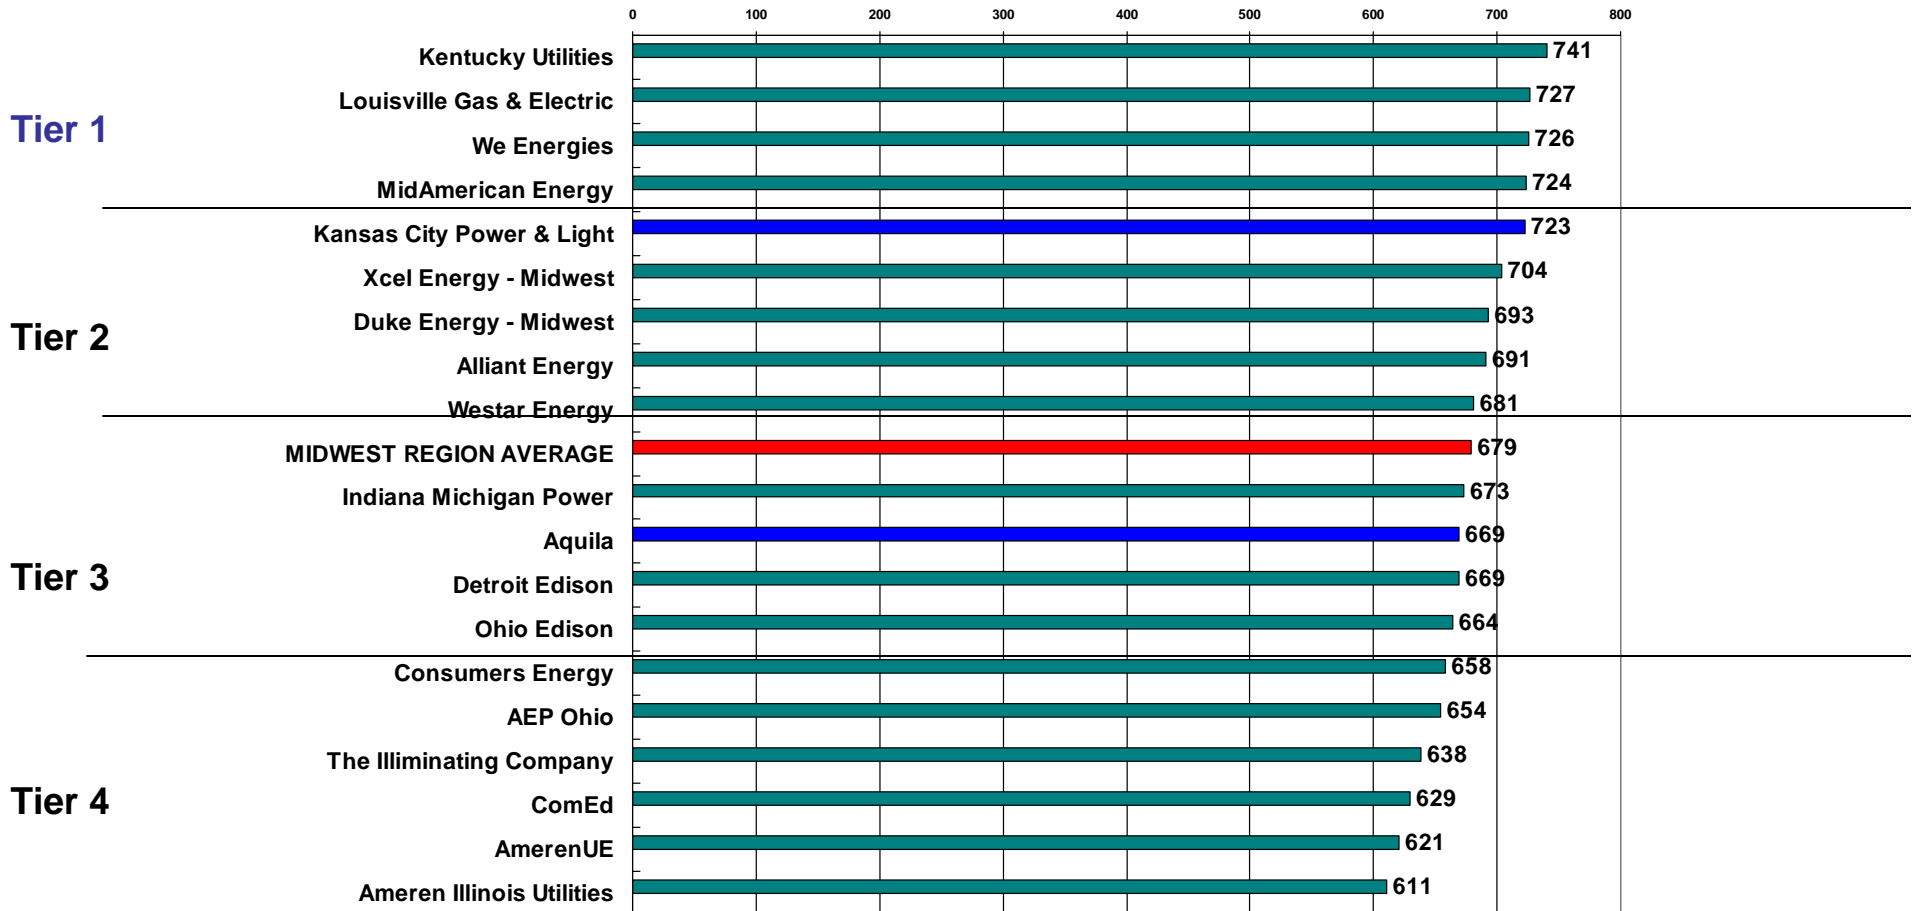 0 100 200 300 400 500 600 700 800
Kentucky Utilities 741
Louisville Gas & Electric 727
Tier 1
We Energies 726
MidAmerican Energy 724
Kansas City Power & Light 723
Xcel Energy - Midwest 704
Duke Energy - Midwest 693
Tier 2
Alliant Energy 691
Westar Energy 681
MIDWEST REGION AVERAGE 679
Indiana Michigan Power 673
Aquila 669
Tier 3
Detroit Edison 669
Ohio Edison 664
Consumers Energy 658
AEP Ohio 654
The Illiminating Company 638
Tier 4
ComEd 629
AmerenUE 621
Ameren Illinois Utilities 611